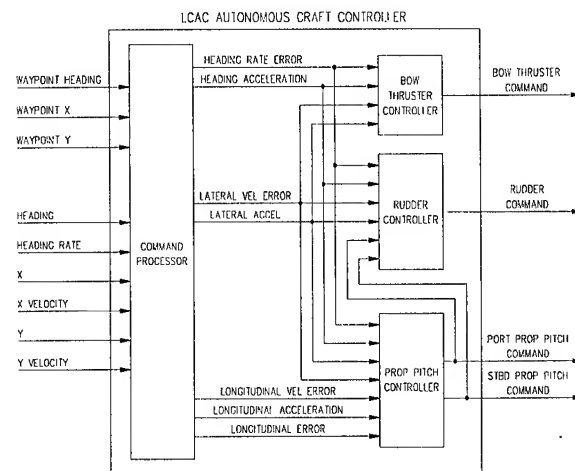 LCAC AUTONOMOUS CRAFT CONTROLLER
HEADING RATE ERROR
HEADING ACCELERATION
WAYPOINT HEADING
WAYPOINT X
WAYPOINT Y
BOW
THRUSTER
CONTROLLER
BOW THRUSTER
COMMAND
LATERAL VEL ERROR
LATERAL ACCEL
RUDDER
CONTROLLER
RUDDER
COMMAND
HEADING
HEADING RATE
X
X VELOCITY
Y
Y VELOCITY
COMMAND
PROCESSOR
PROP PITCH
CONTROLLER
PORT PROP PITCH
COMMAND
STBD PROP PITCH
COMMAND
LONGITUDINAL VEL ERROR
LONGITUDINAL ACCELERATION
LONGITUDINAL ERROR